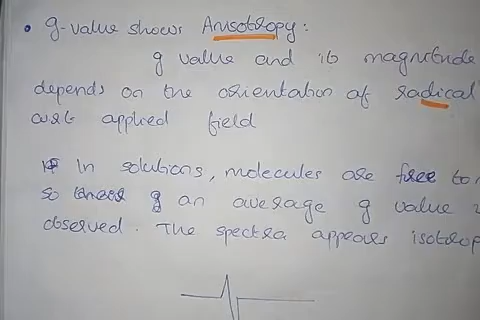 • g-value shows Anisotropy:
g value and its magnitude
depends on the orientation of radical
w.r.t applied field
In solutions, molecules are free to
so g an average g value
observed. The spectra appears isotrop